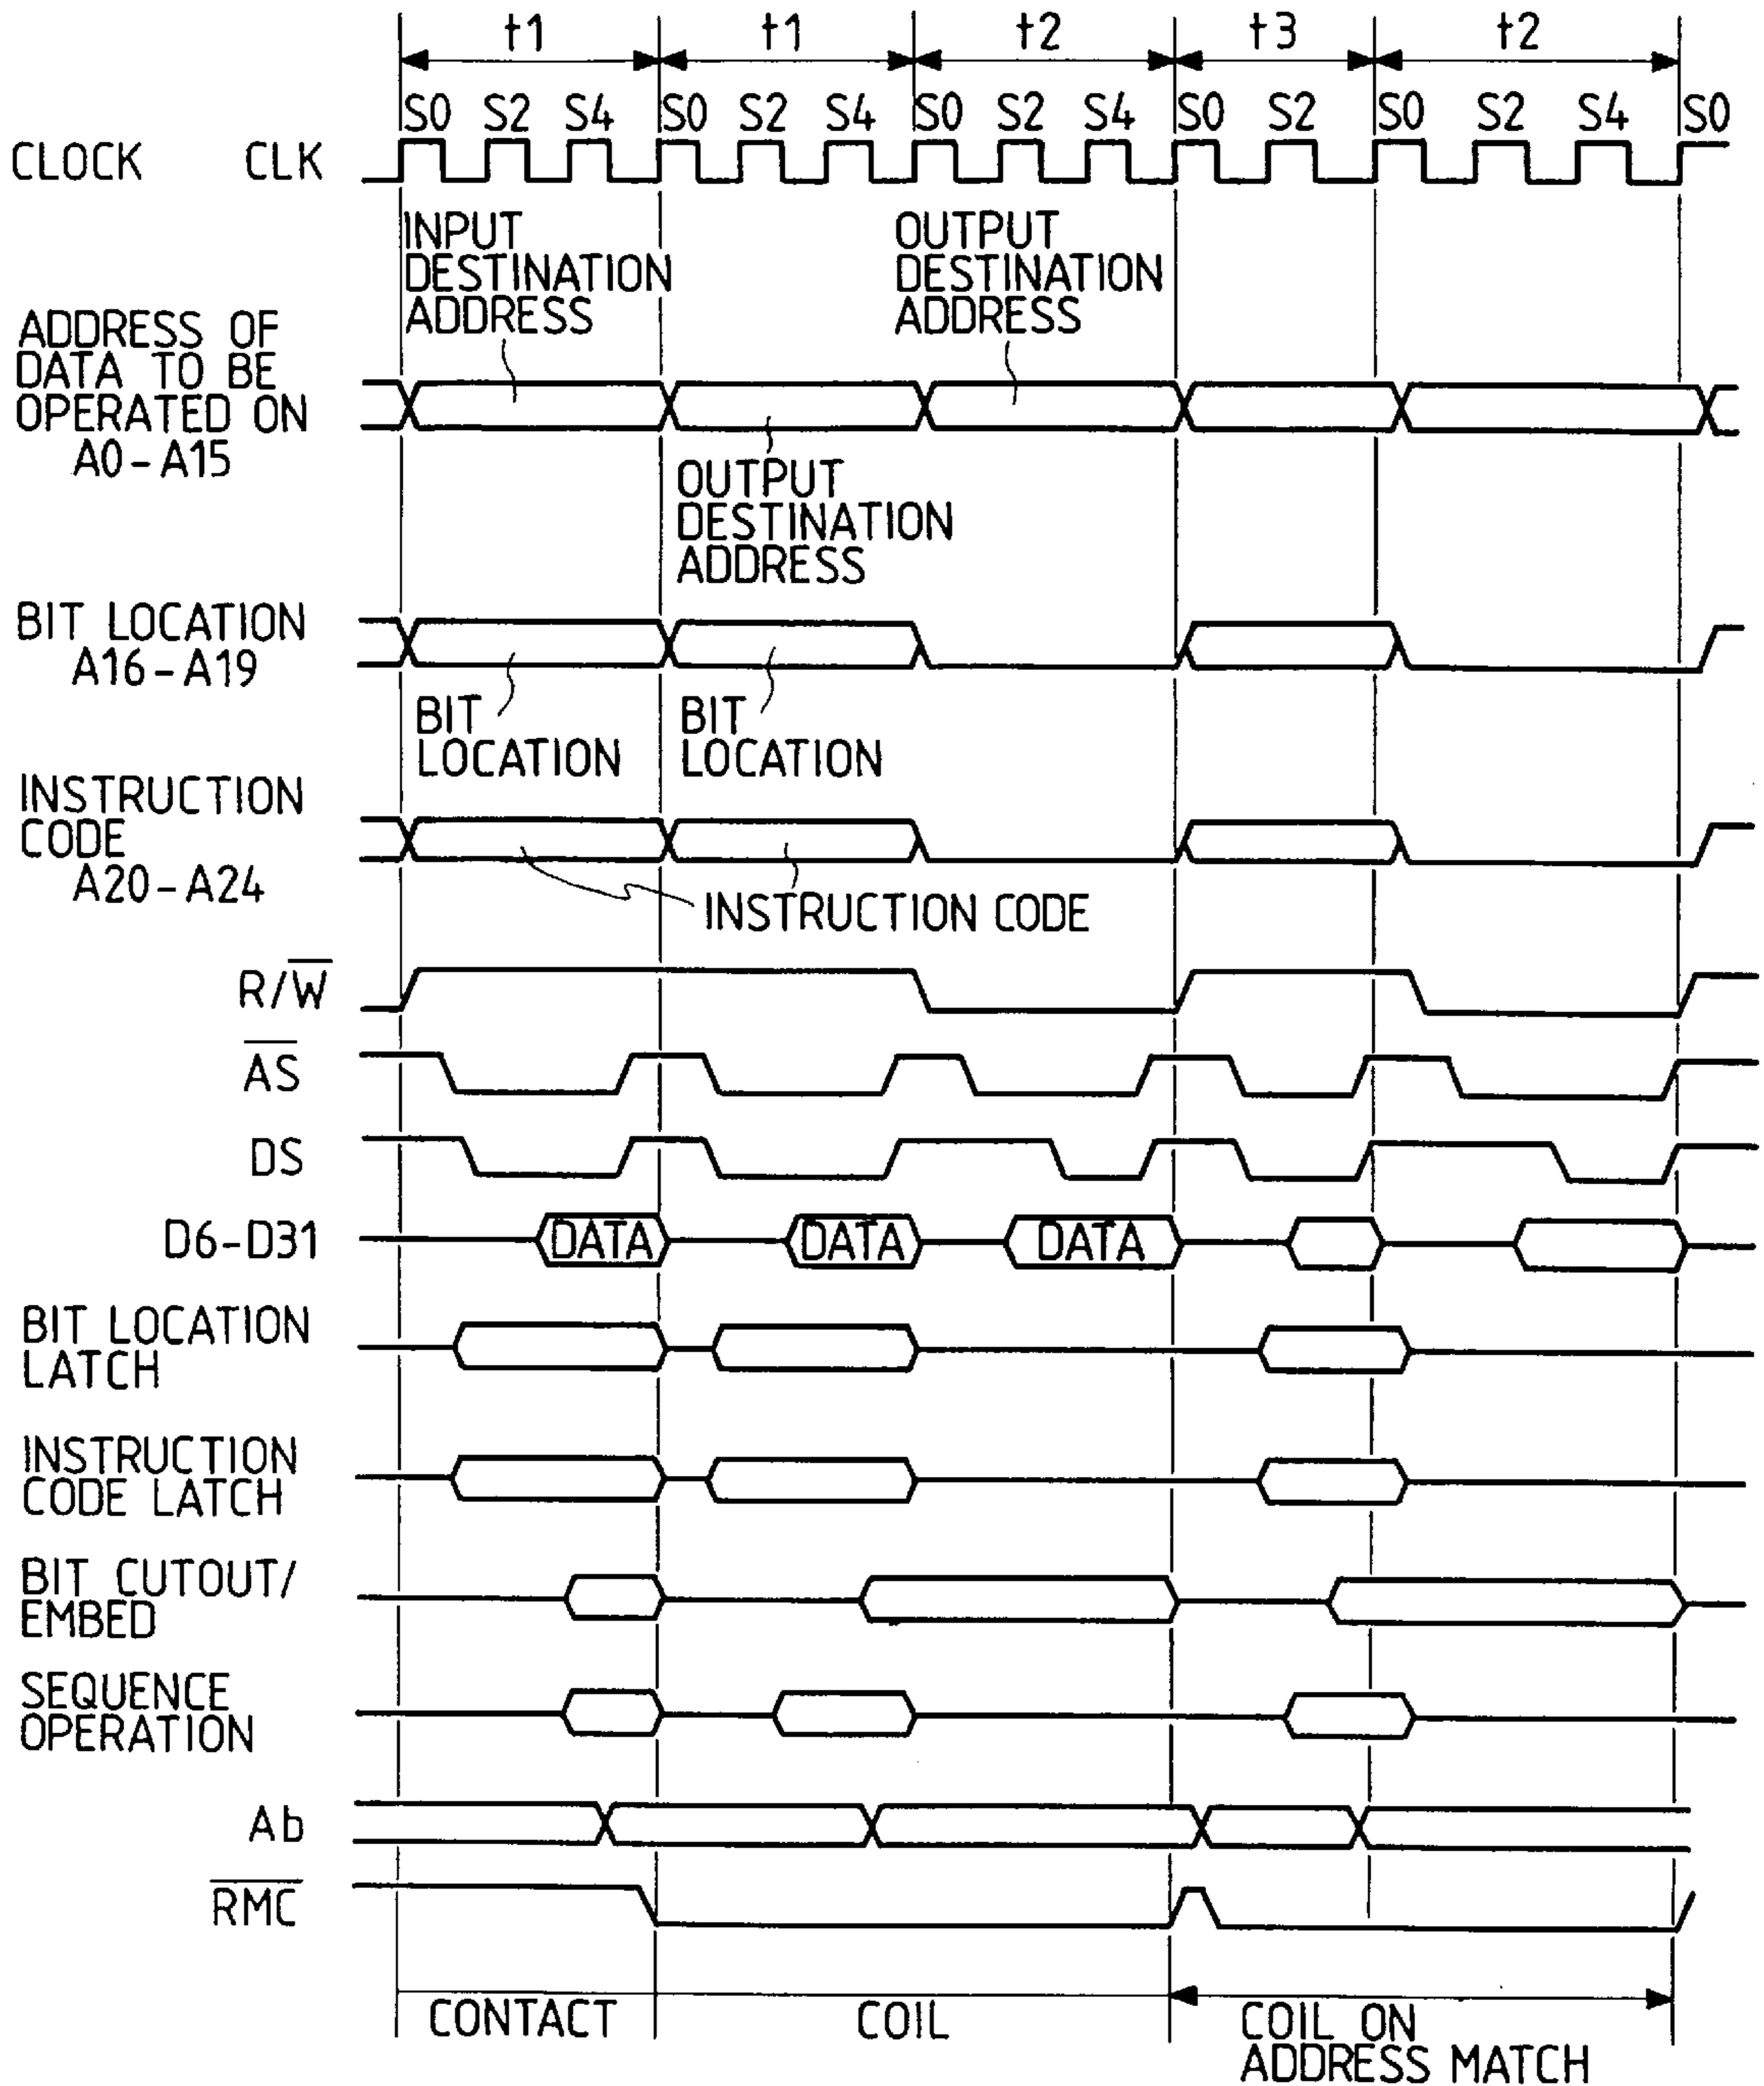 t1 t1 t2 t3 t2
S0 S2 S4 S0 S2 S4 S0 S2 S4 S0 S2 S0 S2 S4 S0
CLOCK CLK
INPUT
DESTINATION
ADDRESS
OUTPUT
DESTINATION
ADDRESS
ADDRESS OF
DATA TO BE
OPERATED ON
A0-A15
OUTPUT
DESTINATION
ADDRESS
BIT LOCATION
A16-A19
BIT
LOCATION
BIT
LOCATION
INSTRUCTION
CODE
A20-A24
INSTRUCTION CODE
R/W̅
A̅S̅
DS
D6-D31
DATA DATA DATA
BIT LOCATION
LATCH
INSTRUCTION
CODE LATCH
BIT CUTOUT/
EMBED
SEQUENCE
OPERATION
Ab
R̅M̅C̅
CONTACT COIL COIL ON
ADDRESS MATCH